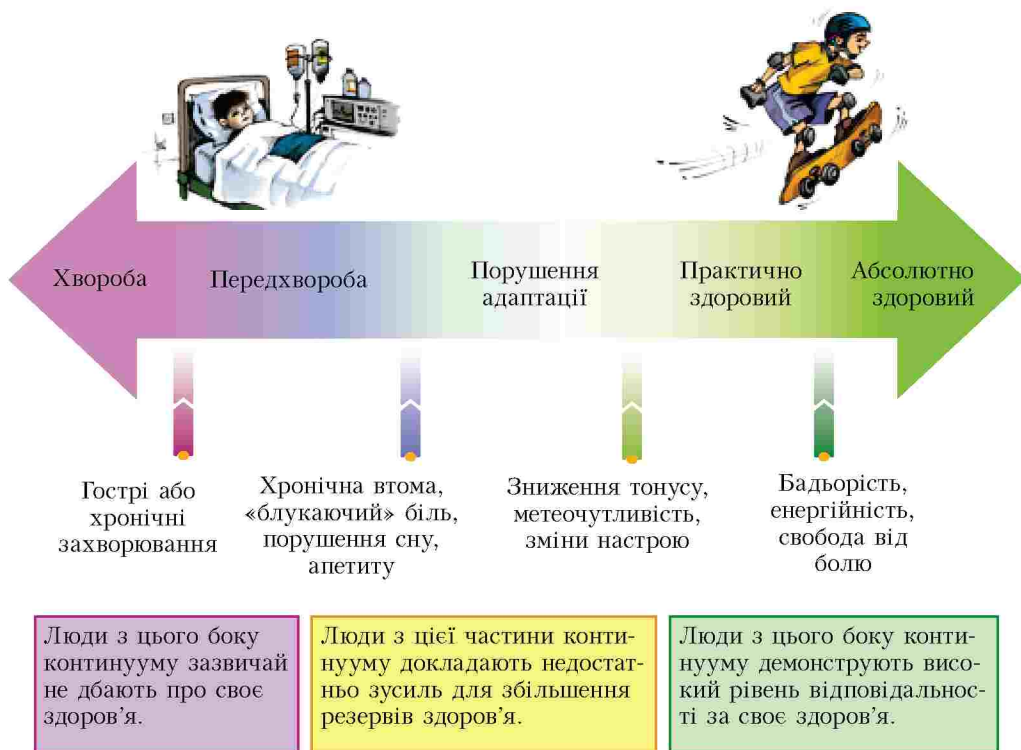 Хвороба
Передхвороба
Порушення
адаптації
Практично
здоровий
Абсолютно
здоровий
Гострі або
хронічні
захворювання
Хронічна втома,
«блукаючий» біль,
порушення сну,
апетиту
Зниження тонусу,
метеочутливість,
зміни настрою
Бадьорість,
енергійність,
свобода від
болю
Люди з цього боку
континууму зазвичай
не дбають про своє
здоров’я.
Люди з цієї частини конти-
нууму докладають недостат-
ньо зусиль для збільшення
резервів здоров’я.
Люди з цього боку конти-
нууму демонструють висо-
кий рівень відповідальнос-
ті за своє здоров’я.